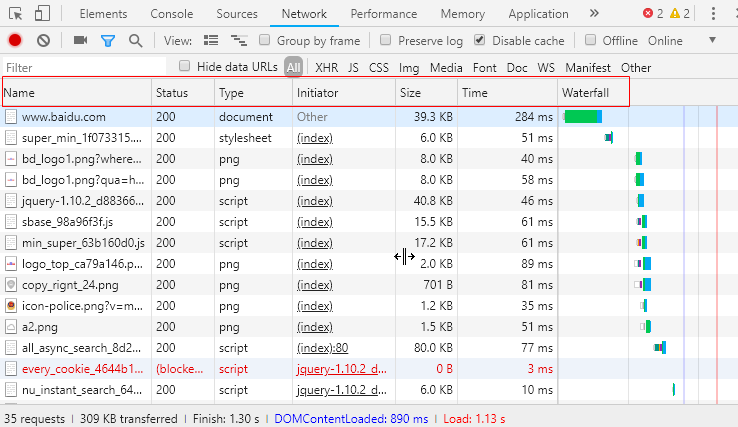 Elements Console Sources Network Performance Memory Application » 2 2
View: Group by frame Preserve log Disable cache Offline Online
Filter Hide data URLs All XHR JS CSS Img Media Font Doc WS Manifest Other
Name Status Type Initiator Size Time Waterfall
www.baidu.com 200 document Other 39.3 KB 284 ms
super_min_1f073315.... 200 stylesheet (index) 6.0 KB 51 ms
bd_logo1.png?where... 200 png (index) 8.0 KB 40 ms
bd_logo1.png?qua=h... 200 png (index) 8.0 KB 58 ms
jquery-1.10.2_d88366... 200 script (index) 40.8 KB 46 ms
sbase_98a96f3f.js 200 script (index) 15.5 KB 61 ms
min_super_63b160d0.js 200 script (index) 17.2 KB 61 ms
logo_top_ca79a146.p... 200 png (index) 2.0 KB 89 ms
copy_rignt_24.png 200 png (index) 701 B 81 ms
icon-police.png?v=m... 200 png (index) 1.2 KB 35 ms
a2.png 200 png (index) 1.5 KB 51 ms
all_async_search_8d2... 200 script (index):80 80.0 KB 77 ms
every_cookie_4644b1... (blocke... script jquery-1.10.2_d... 0 B 3 ms
nu_instant_search_64... 200 script jquery-1.10.2_d... 6.0 KB 10 ms
35 requests | 309 KB transferred | Finish: 1.30 s | DOMContentLoaded: 890 ms | Load: 1.13 s